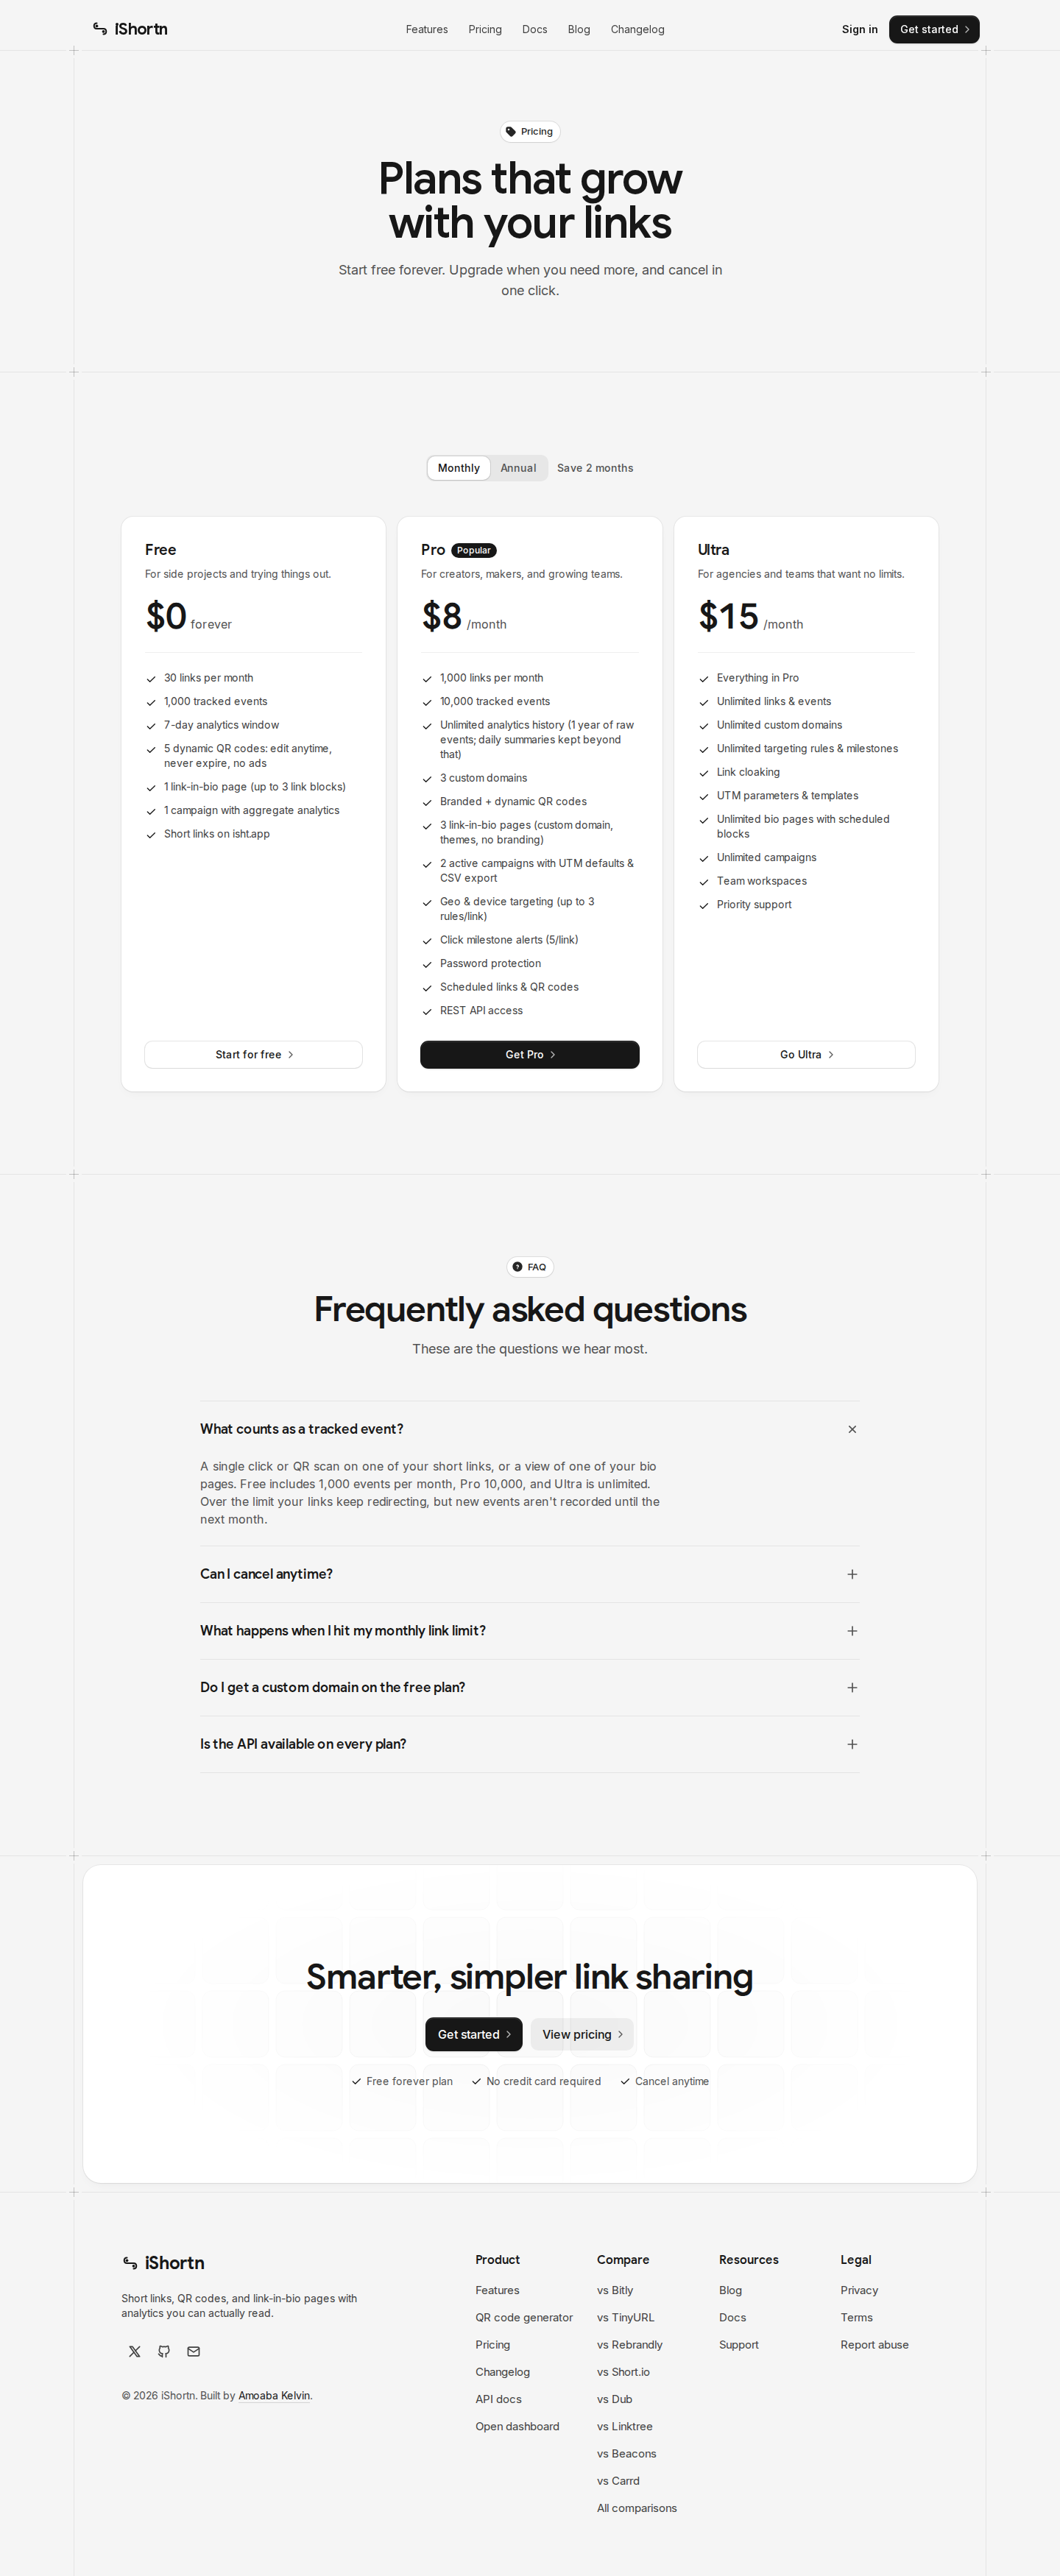 iShortn
Features
Pricing
Docs
Blog
Changelog
Sign in
Get started
Pricing
Plans that grow
with your links
Start free forever. Upgrade when you need more, and cancel in
one click.
Monthly
Annual
Save 2 months
Free
For side projects and trying things out.
$0 forever
30 links per month
1,000 tracked events
7-day analytics window
5 dynamic QR codes: edit anytime,
never expire, no ads
1 link-in-bio page (up to 3 link blocks)
1 campaign with aggregate analytics
Short links on isht.app
Start for free
Pro Popular
For creators, makers, and growing teams.
$8 /month
1,000 links per month
10,000 tracked events
Unlimited analytics history (1 year of raw
events; daily summaries kept beyond
that)
3 custom domains
Branded + dynamic QR codes
3 link-in-bio pages (custom domain,
themes, no branding)
2 active campaigns with UTM defaults &
CSV export
Geo & device targeting (up to 3
rules/link)
Click milestone alerts (5/link)
Password protection
Scheduled links & QR codes
REST API access
Get Pro
Ultra
For agencies and teams that want no limits.
$15 /month
Everything in Pro
Unlimited links & events
Unlimited custom domains
Unlimited targeting rules & milestones
Link cloaking
UTM parameters & templates
Unlimited bio pages with scheduled
blocks
Unlimited campaigns
Team workspaces
Priority support
Go Ultra
FAQ
Frequently asked questions
These are the questions we hear most.
What counts as a tracked event?
A single click or QR scan on one of your short links, or a view of one of your bio
pages. Free includes 1,000 events per month, Pro 10,000, and Ultra is unlimited.
Over the limit your links keep redirecting, but new events aren't recorded until the
next month.
Can I cancel anytime?
What happens when I hit my monthly link limit?
Do I get a custom domain on the free plan?
Is the API available on every plan?
Smarter, simpler link sharing
Get started
View pricing
Free forever plan
No credit card required
Cancel anytime
iShortn
Short links, QR codes, and link-in-bio pages with
analytics you can actually read.
© 2026 iShortn. Built by Amoaba Kelvin.
Product
Features
QR code generator
Pricing
Changelog
API docs
Open dashboard
Compare
vs Bitly
vs TinyURL
vs Rebrandly
vs Short.io
vs Dub
vs Linktree
vs Beacons
vs Carrd
All comparisons
Resources
Blog
Docs
Support
Legal
Privacy
Terms
Report abuse